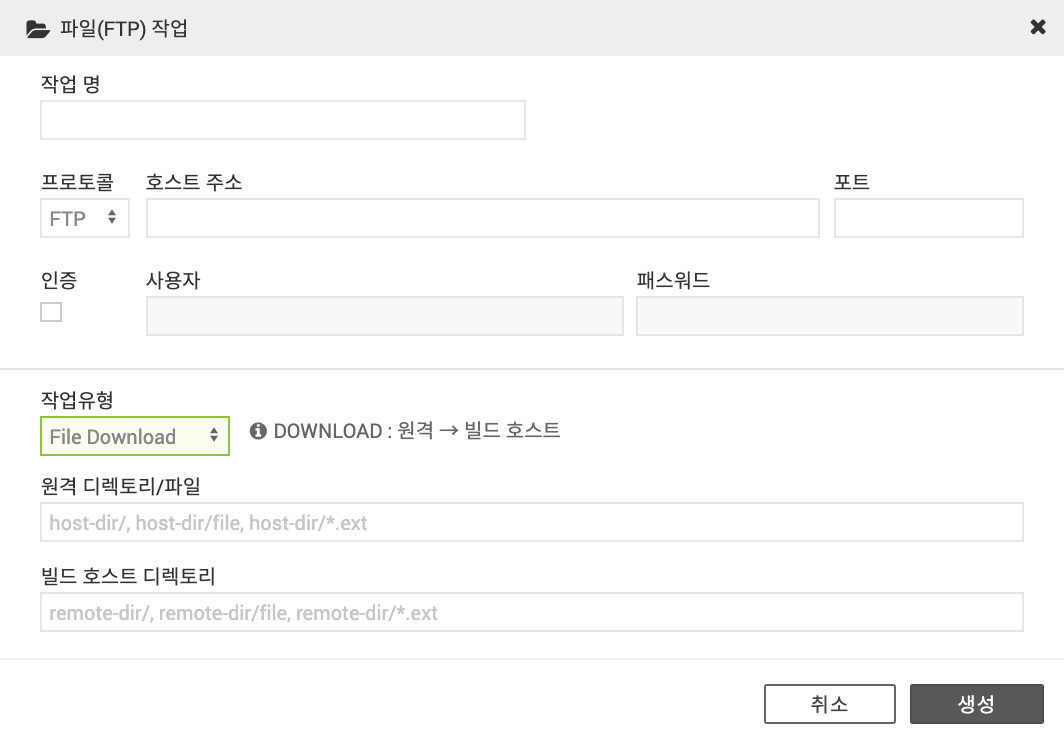 파일(FTP) 작업
작업 명
프로토콜 호스트 주소 포트
FTP
인증 사용자 패스워드
작업유형
File Download DOWNLOAD : 원격 → 빌드 호스트
원격 디렉토리/파일
host-dir/, host-dir/file, host-dir/*.ext
빌드 호스트 디렉토리
remote-dir/, remote-dir/file, remote-dir/*.ext
취소 생성